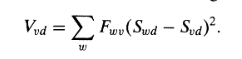 V_{vd} = \sum_{w} F_{wv}(S_{wd} - S_{vd})^2.